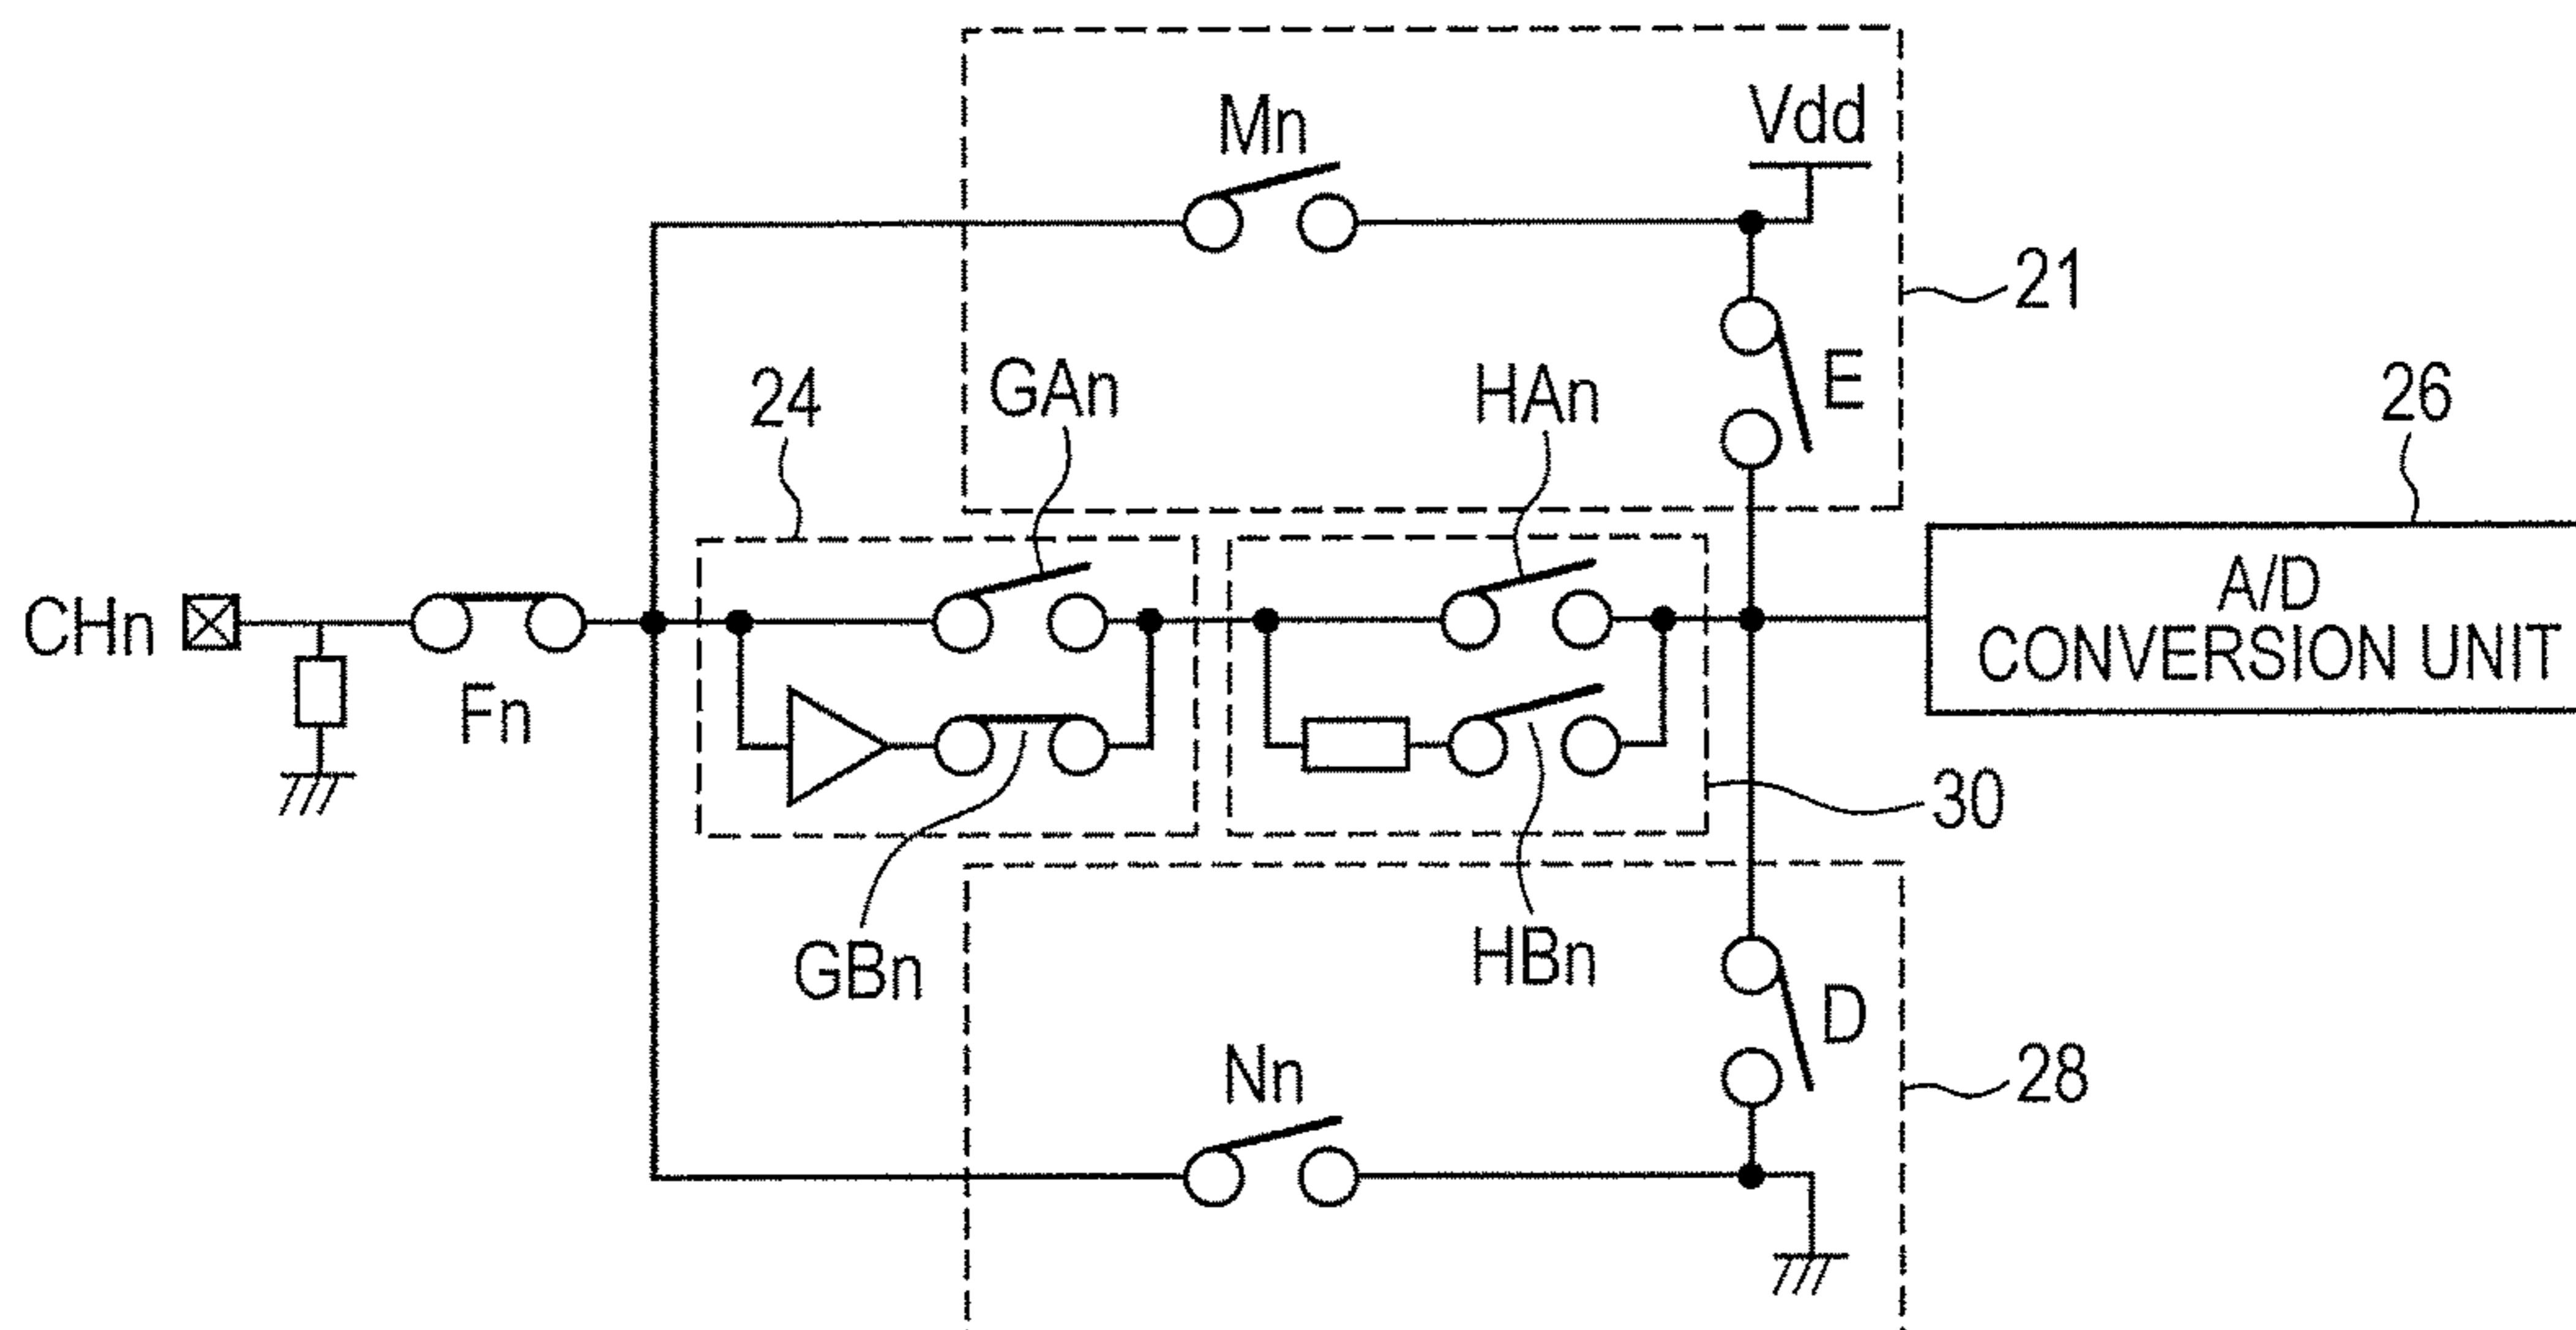 Mn
Vdd
21
E
24
GAn
HAn
26
CHn
Fn
A/D
CONVERSION UNIT
30
GBn
HBn
D
Nn
28